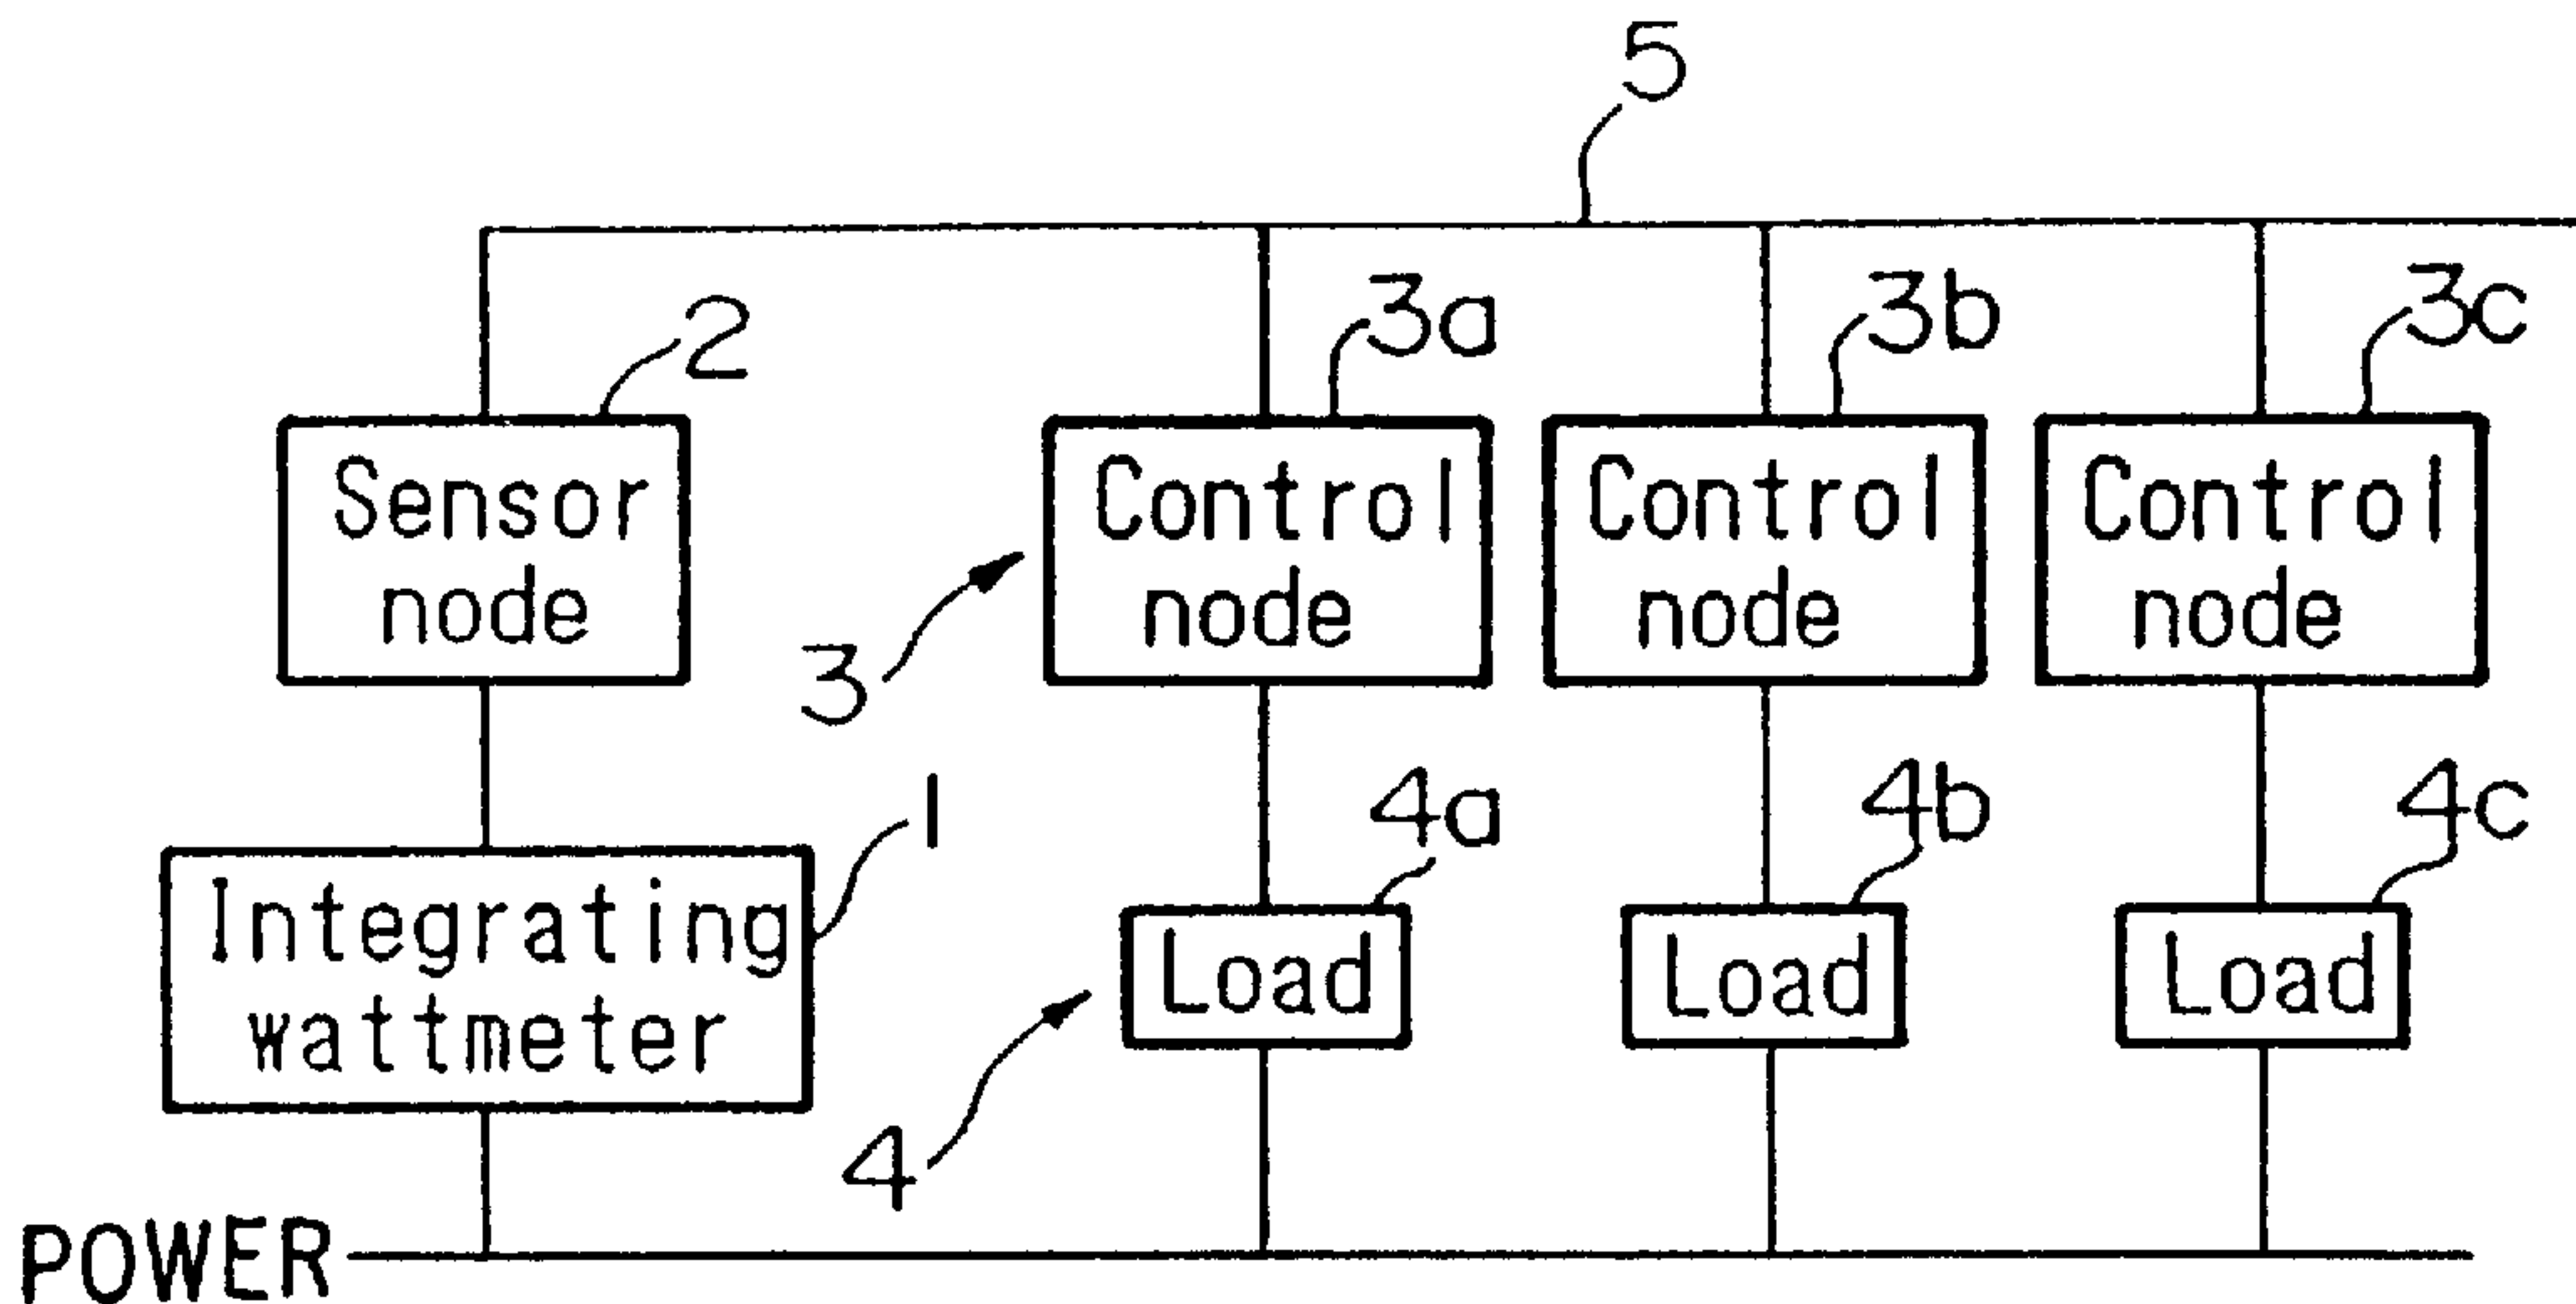 5
2
3a
3b
3c
Sensor
node
Control
node
Control
node
Control
node
3
1
4a
4b
4c
Integrating
wattmeter
Load
Load
Load
4
POWER